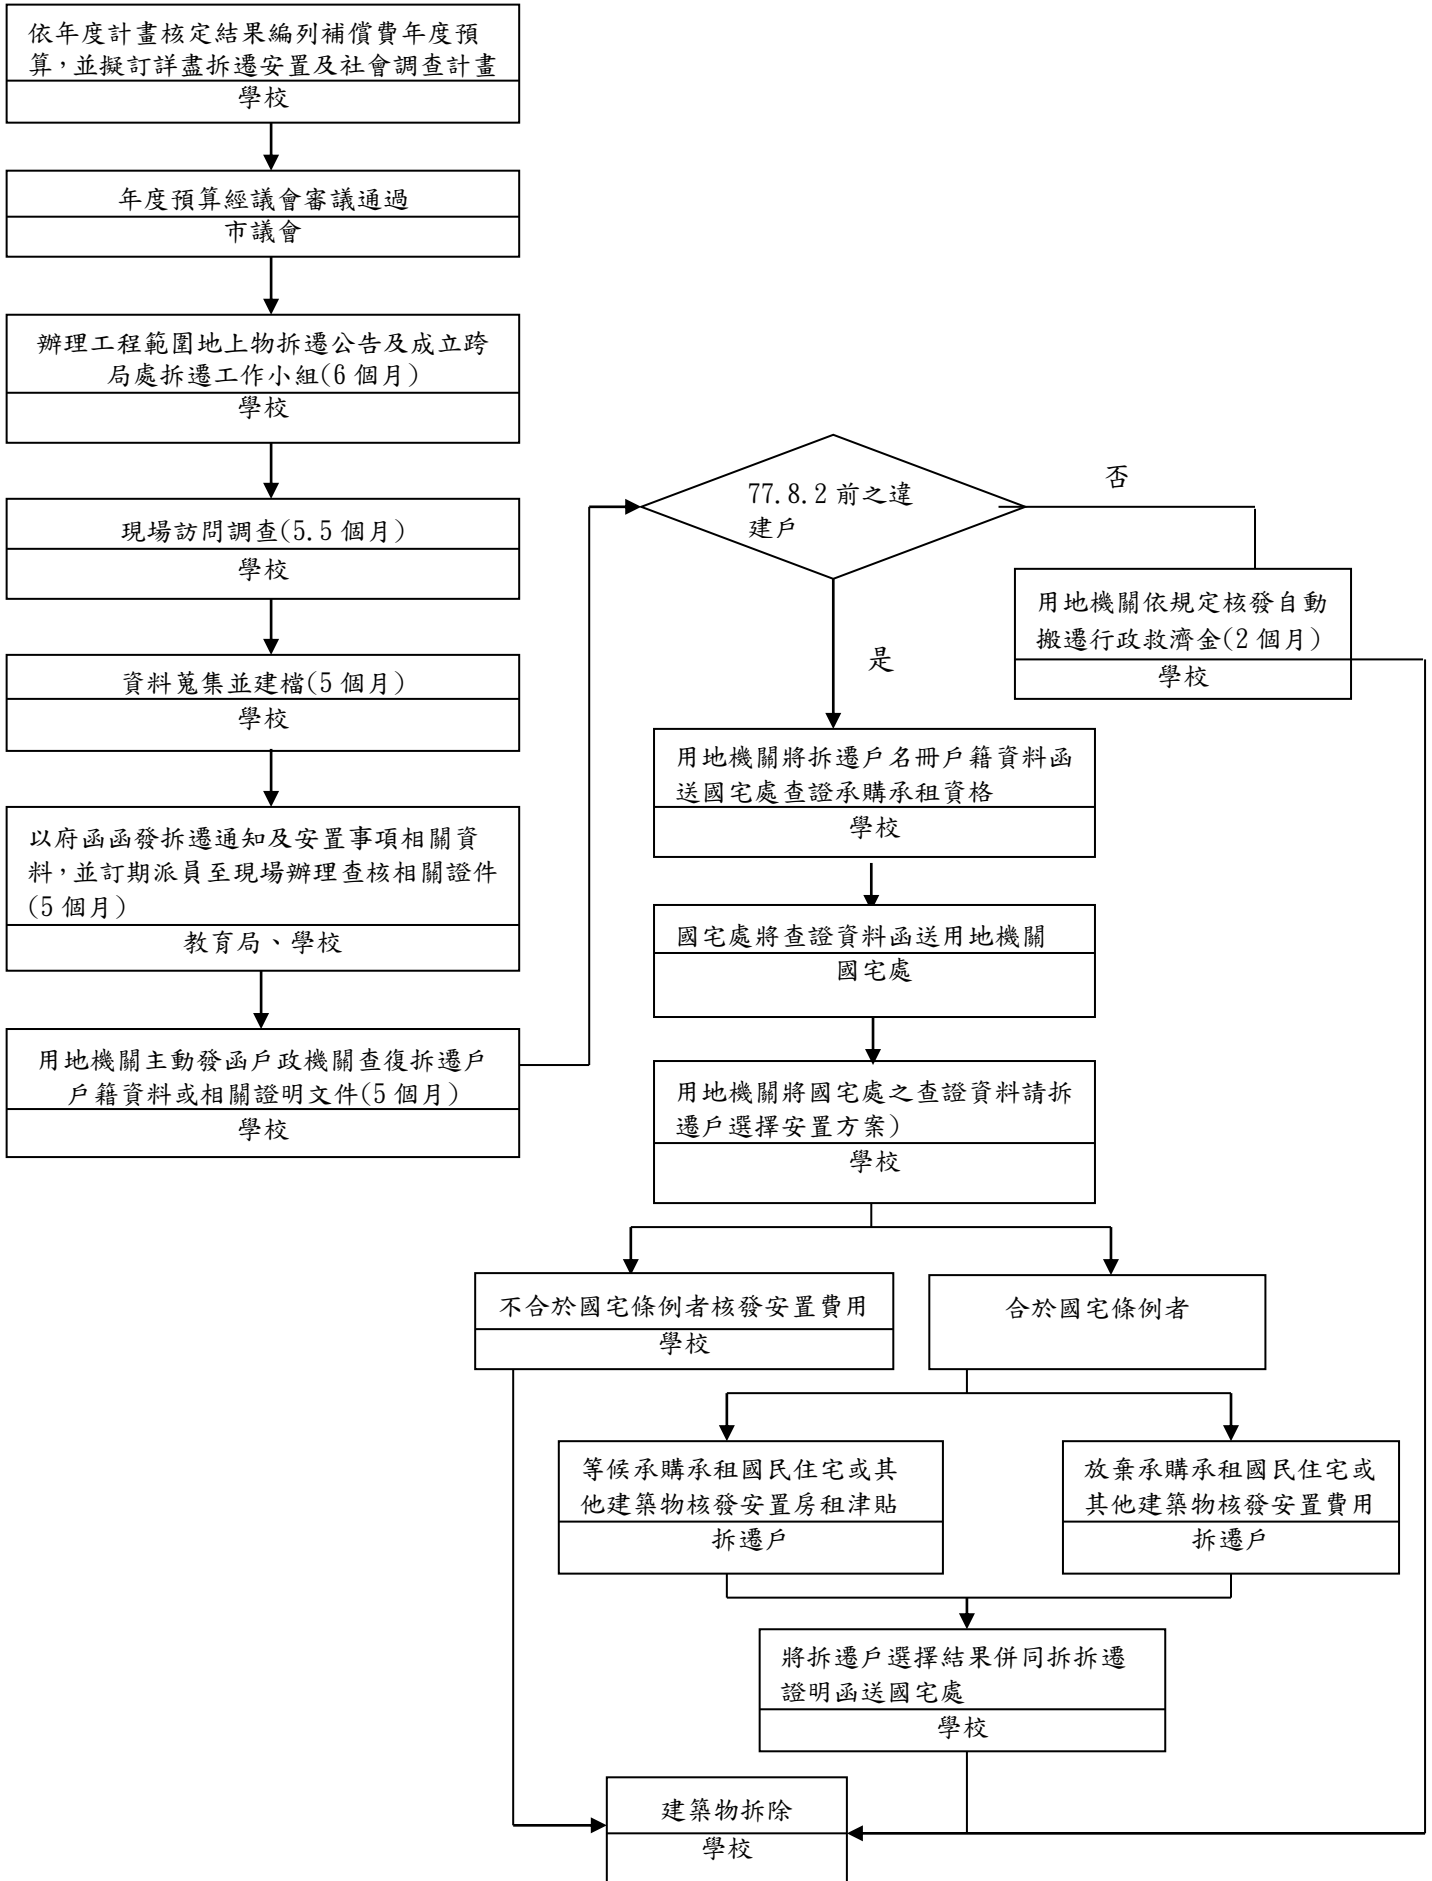 依年度計畫核定結果編列補償費年度預
算，並擬訂詳盡拆遷安置及社會調查計畫
學校
年度預算經議會審議通過
市議會
辦理工程範圍地上物拆遷公告及成立跨
局處拆遷工作小組(6 個月)
學校
現場訪問調查(5.5 個月)
學校
資料蒐集並建檔(5 個月)
學校
以府函函發拆遷通知及安置事項相關資
料，並訂期派員至現場辦理查核相關證件
(5 個月)
教育局、學校
用地機關主動發函戶政機關查復拆遷戶
戶籍資料或相關證明文件(5 個月)
學校
77.8.2 前之違
建戶
否
用地機關依規定核發自動
搬遷行政救濟金(2 個月)
學校
是
用地機關將拆遷戶名冊戶籍資料函
送國宅處查證承購承租資格
學校
國宅處將查證資料函送用地機關
國宅處
用地機關將國宅處之查證資料請拆
遷戶選擇安置方案)
學校
不合於國宅條例者核發安置費用
學校
合於國宅條例者
等候承購承租國民住宅或其
他建築物核發安置房租津貼
拆遷戶
放棄承購承租國民住宅或
其他建築物核發安置費用
拆遷戶
將拆遷戶選擇結果併同拆拆遷
證明函送國宅處
學校
建築物拆除
學校